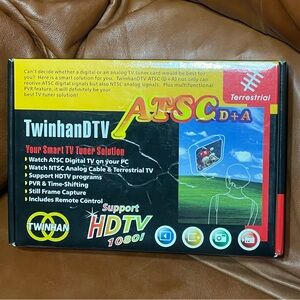 Can't decide whether a digital or an analog TV tuner card would be best for
you? Here is a smart solution for you. TwinhanDTV ATSC (D+A) not only can
receive ATSC digital signals but also NTSC analog signals. Plus multifunctional
PVR feature, it will definitely be your
best TV tuner solution!
Terrestrial
ATSC D+A
TwinhanDTV
Your Smart TV Tuner Solution
Watch ATSC Digital TV on your PC
Watch NTSC Analog Cable & Terrestrial TV
Support HDTV programs
PVR & Time-Shifting
Still Frame Capture
Includes Remote Control
TWINHAN
Support
HDTV
1080i